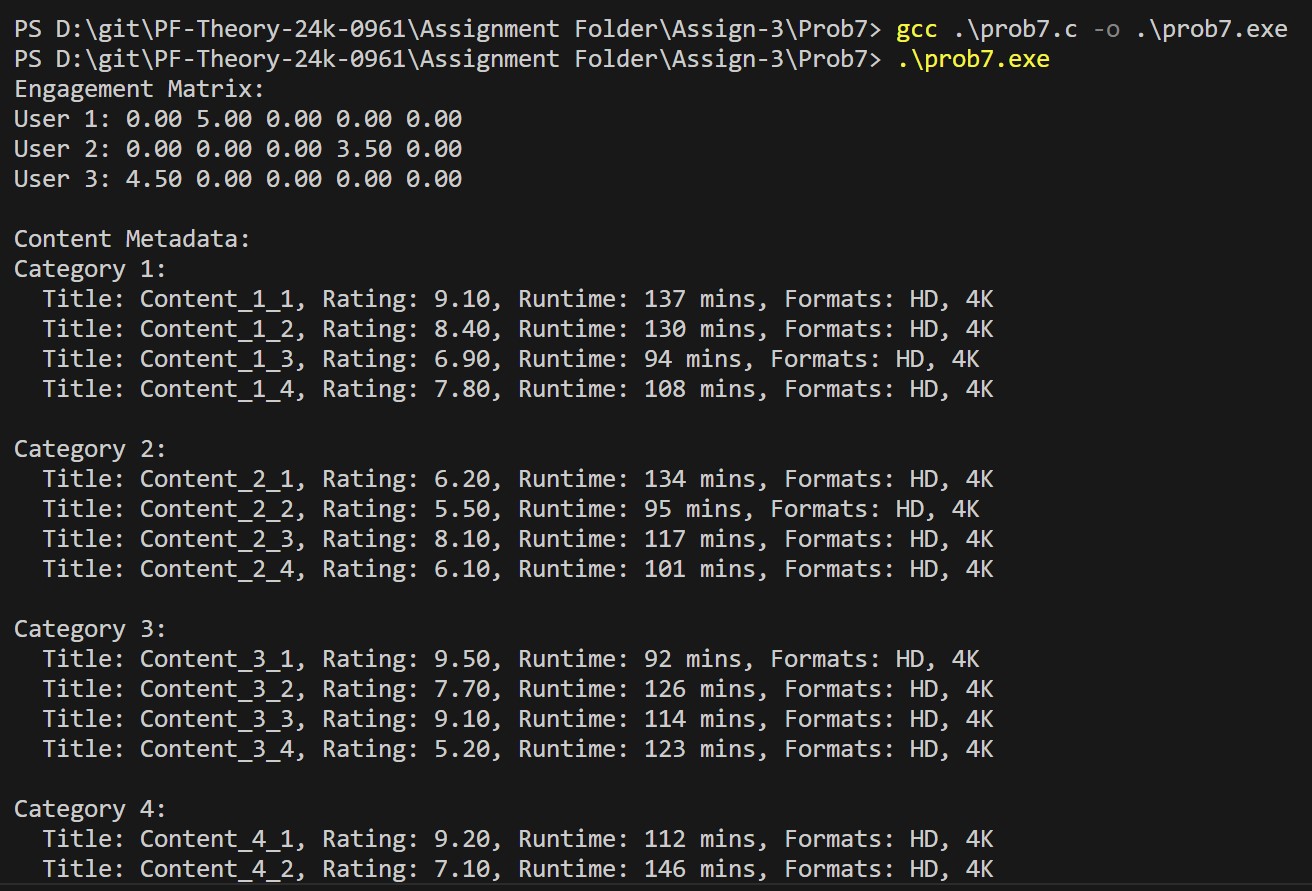 PS D:\git\PF-Theory-24k-0961\Assignment Folder\Assign-3\Prob7> gcc .\prob7.c -o .\prob7.exe
PS D:\git\PF-Theory-24k-0961\Assignment Folder\Assign-3\Prob7> .\prob7.exe
Engagement Matrix:
User 1: 0.00 5.00 0.00 0.00 0.00
User 2: 0.00 0.00 0.00 3.50 0.00
User 3: 4.50 0.00 0.00 0.00 0.00

Content Metadata:
Category 1:
  Title: Content_1_1, Rating: 9.10, Runtime: 137 mins, Formats: HD, 4K
  Title: Content_1_2, Rating: 8.40, Runtime: 130 mins, Formats: HD, 4K
  Title: Content_1_3, Rating: 6.90, Runtime: 94 mins, Formats: HD, 4K
  Title: Content_1_4, Rating: 7.80, Runtime: 108 mins, Formats: HD, 4K

Category 2:
  Title: Content_2_1, Rating: 6.20, Runtime: 134 mins, Formats: HD, 4K
  Title: Content_2_2, Rating: 5.50, Runtime: 95 mins, Formats: HD, 4K
  Title: Content_2_3, Rating: 8.10, Runtime: 117 mins, Formats: HD, 4K
  Title: Content_2_4, Rating: 6.10, Runtime: 101 mins, Formats: HD, 4K

Category 3:
  Title: Content_3_1, Rating: 9.50, Runtime: 92 mins, Formats: HD, 4K
  Title: Content_3_2, Rating: 7.70, Runtime: 126 mins, Formats: HD, 4K
  Title: Content_3_3, Rating: 9.10, Runtime: 114 mins, Formats: HD, 4K
  Title: Content_3_4, Rating: 5.20, Runtime: 123 mins, Formats: HD, 4K

Category 4:
  Title: Content_4_1, Rating: 9.20, Runtime: 112 mins, Formats: HD, 4K
  Title: Content_4_2, Rating: 7.10, Runtime: 146 mins, Formats: HD, 4K